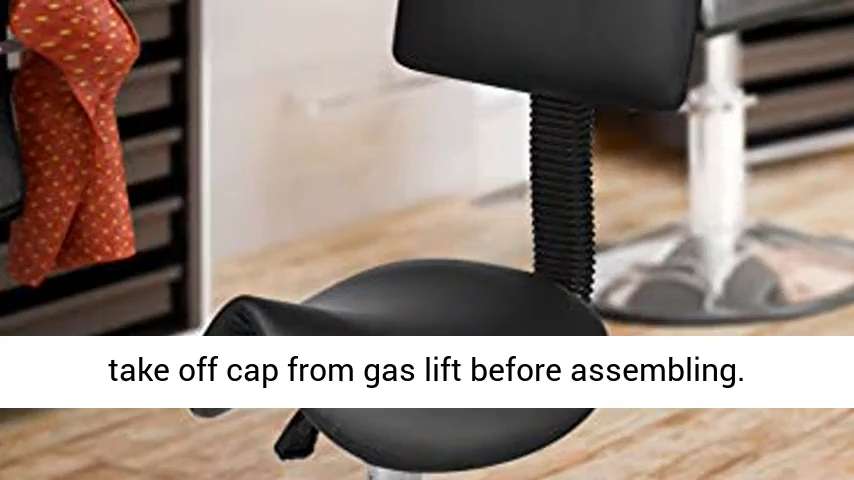 take off cap from gas lift before assembling.